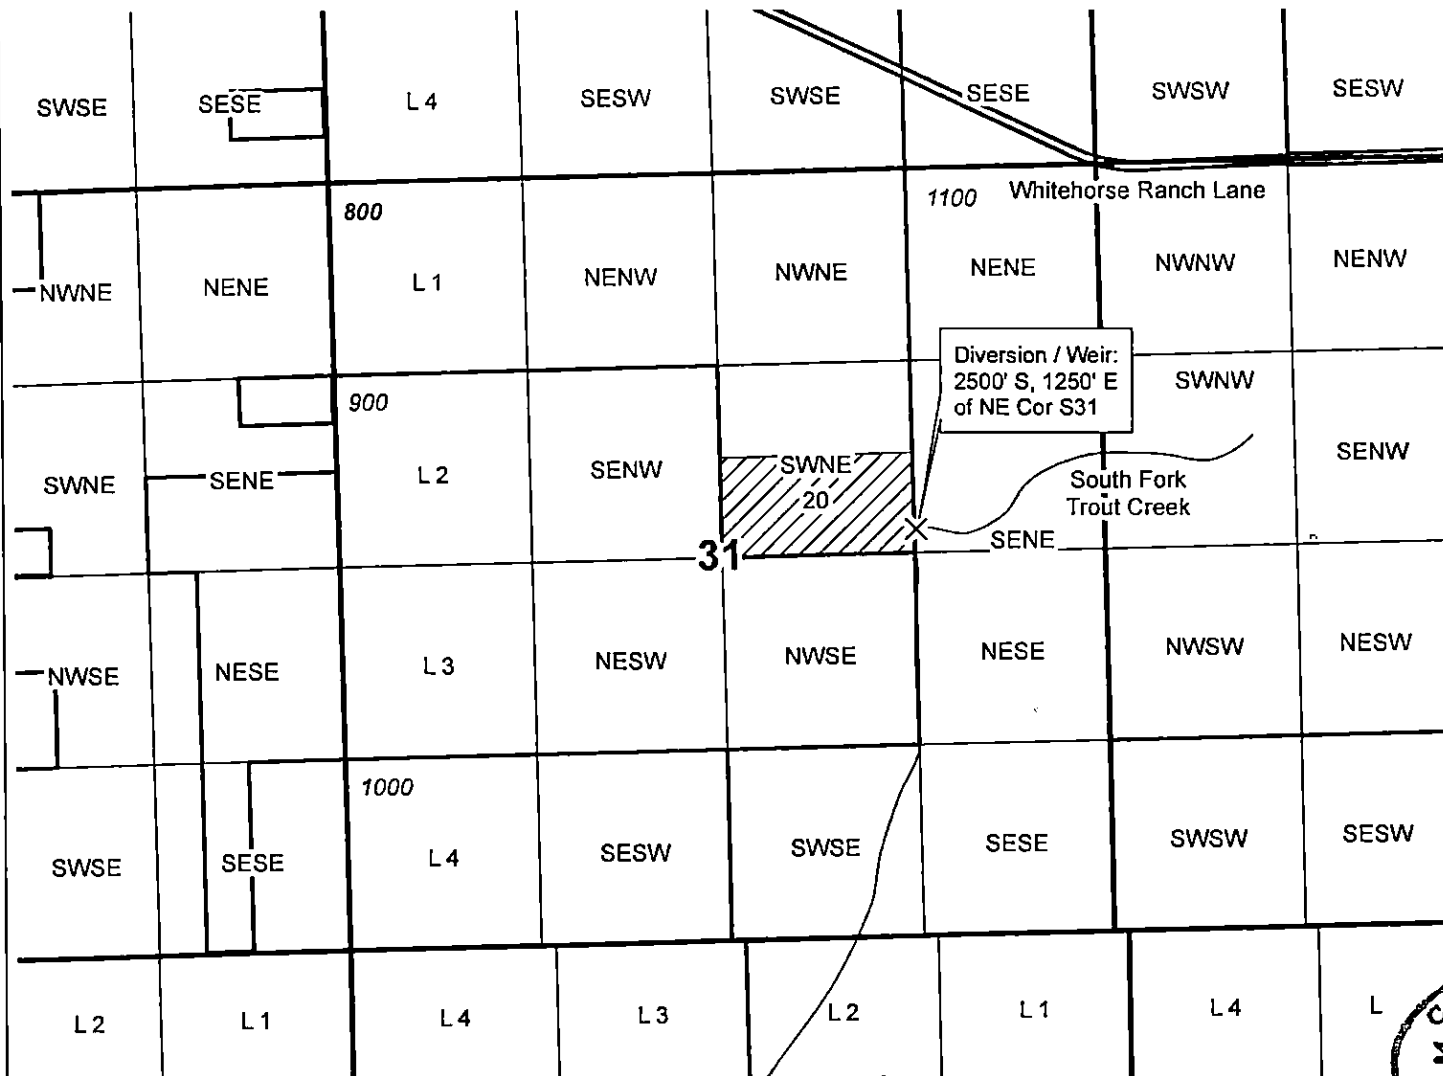 SWSE
SESE
L 4
SESW
SWSE
SESE
SWSW
SESW
800
1100
Whitehorse Ranch Lane
NWNE
NENE
L 1
NENW
NWNE
NENE
NWNW
NENW
Diversion / Weir:
2500' S, 1250' E
of NE Cor S31
900
SWNW
SWNE
SENE
L 2
SENW
SWNE
20
South Fork
Trout Creek
SENW
SENE
31
NWSE
NESE
L 3
NESW
NWSE
NESE
NWSW
NESW
1000
SWSE
SESE
L 4
SESW
SWSE
SESE
SWSW
SESW
L 2
L 1
L 4
L 3
L 2
L 1
L 4
L